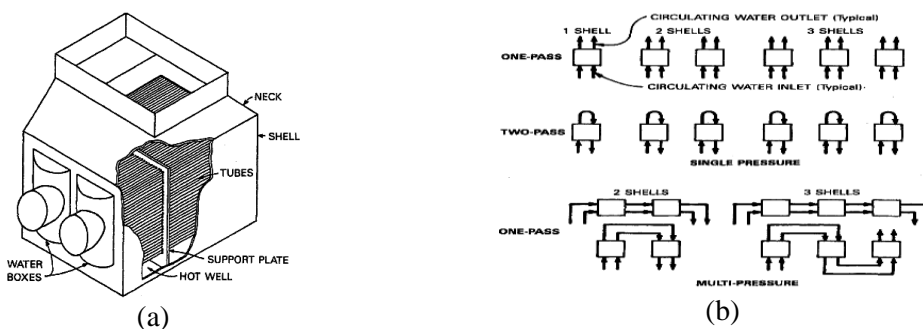 NECK
SHELL
TUBES
SUPPORT PLATE
HOT WELL
WATER
BOXES
(a)
CIRCULATING WATER OUTLET (Typical)
1 SHELL 2 SHELLS 3 SHELLS
ONE-PASS
CIRCULATING WATER INLET (Typical)
TWO-PASS
SINGLE PRESSURE
2 SHELLS 3 SHELLS
ONE-PASS
MULTI-PRESSURE
(b)